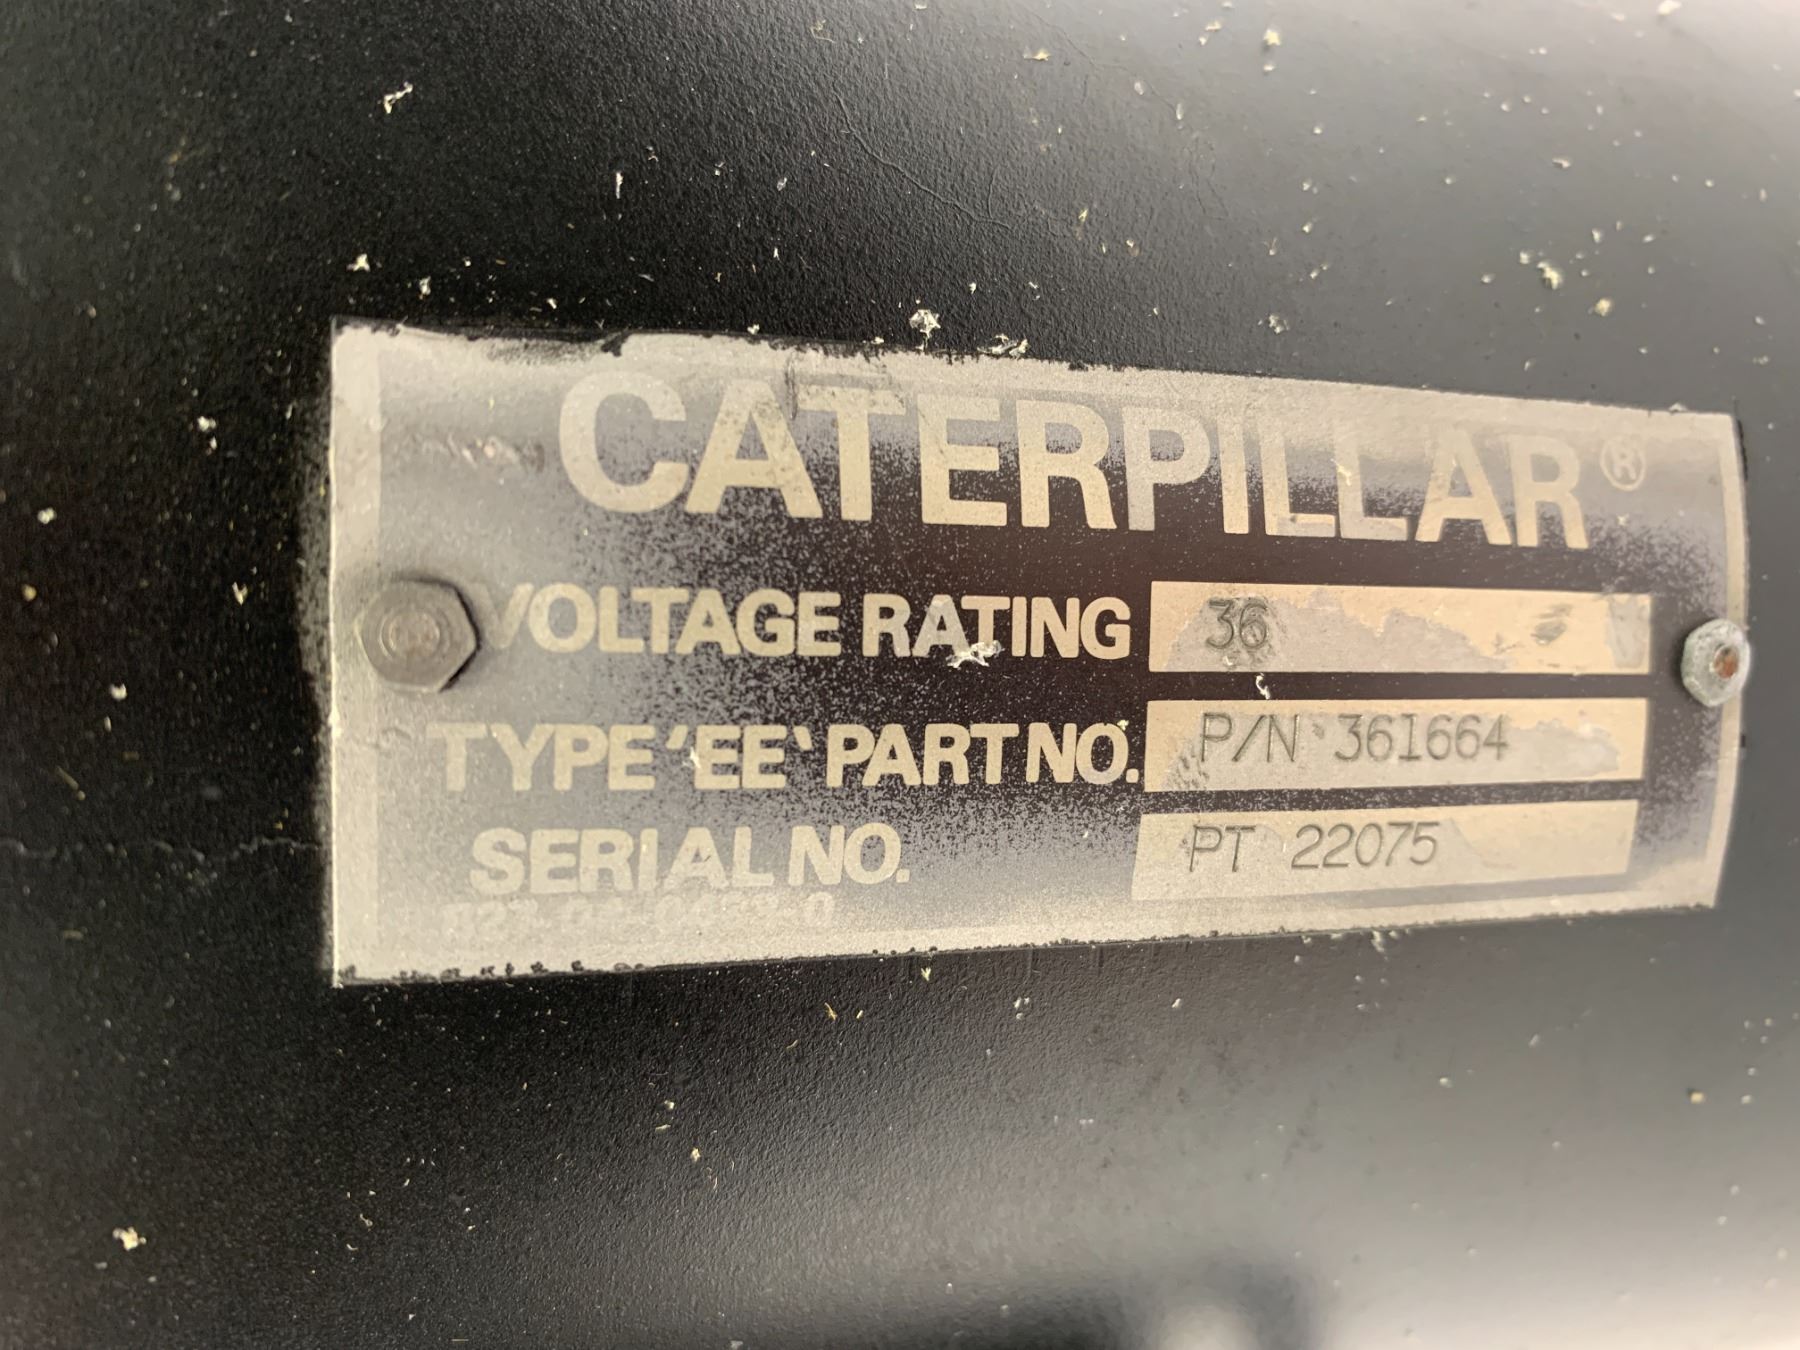 CATERPILLAR®
VOLTAGE RATING 36
TYPE 'EE' PART NO. P/N 361664
SERIAL NO. PT 22075